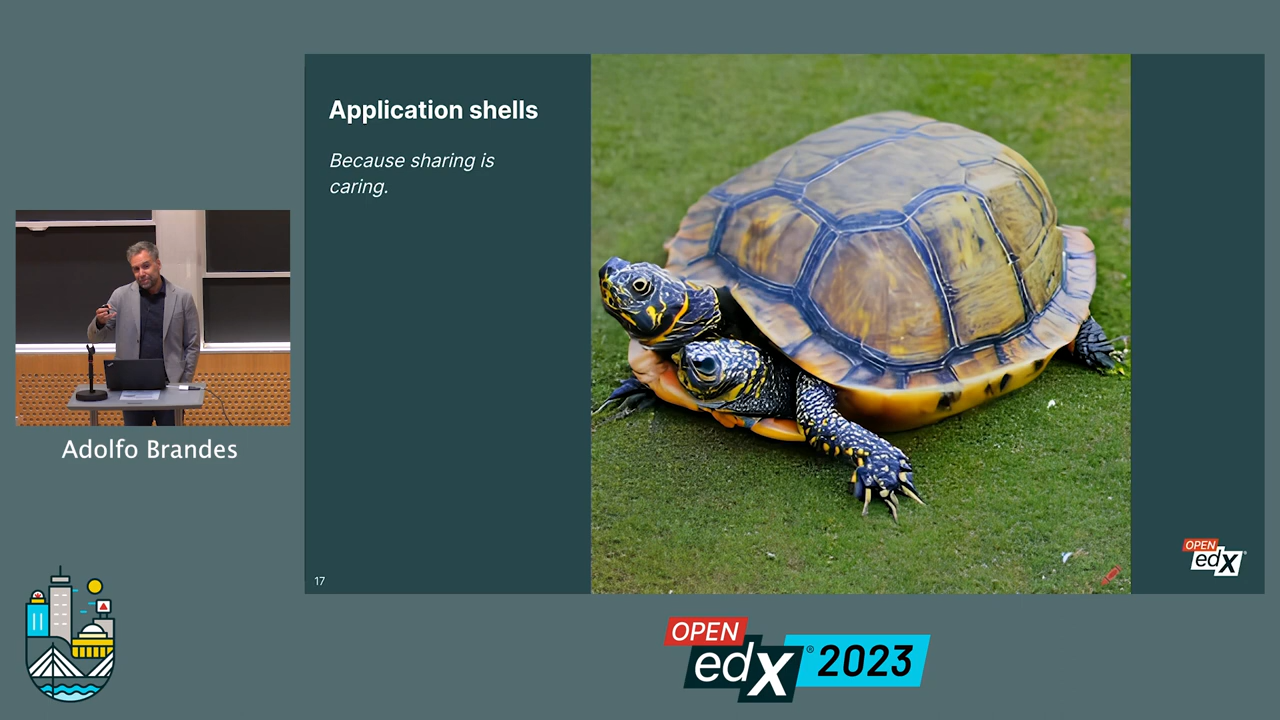 Application shells
Because sharing is
caring.
Adolfo Brandes
17
OPEN
edX®
OPEN
edX® 2023